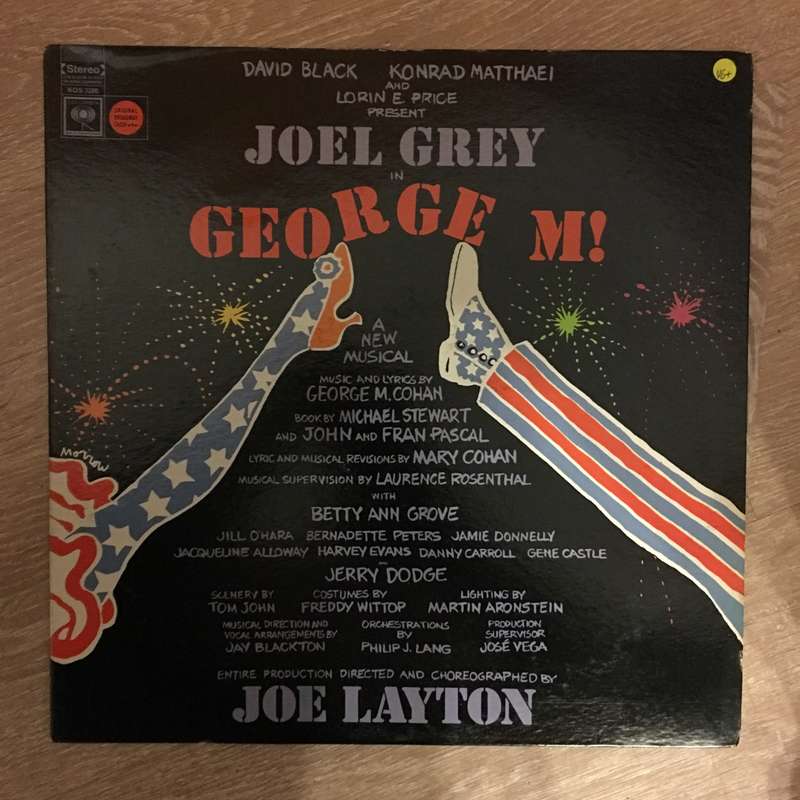 Stereo
KOS 3200
ORIGINAL
BROADWAY
CAST
VG+
DAVID BLACK KONRAD MATTHAEI
AND
LORIN E. PRICE
PRESENT
JOEL GREY
IN
GEORGE M!
A
NEW
MUSICAL
MUSIC AND LYRICS BY
GEORGE M. COHAN
BOOK BY MICHAEL STEWART
AND JOHN AND FRAN PASCAL
LYRIC AND MUSICAL REVISIONS BY MARY COHAN
MUSICAL SUPERVISION BY LAURENCE ROSENTHAL
WITH
BETTY ANN GROVE
JILL O'HARA BERNADETTE PETERS JAMIE DONNELLY
JACQUELINE ALLOWAY HARVEY EVANS DANNY CARROLL GENE CASTLE
AND
JERRY DODGE
SCENERY BY COSTUMES BY LIGHTING BY
TOM JOHN FREDDY WITTOP MARTIN ARONSTEIN
MUSICAL DIRECTION AND ORCHESTRATIONS PRODUCTION
VOCAL ARRANGEMENTS BY BY SUPERVISOR
JAY BLACKTON PHILIP J. LANG JOSÉ VEGA
ENTIRE PRODUCTION DIRECTED AND CHOREOGRAPHED BY
JOE LAYTON
Morrow